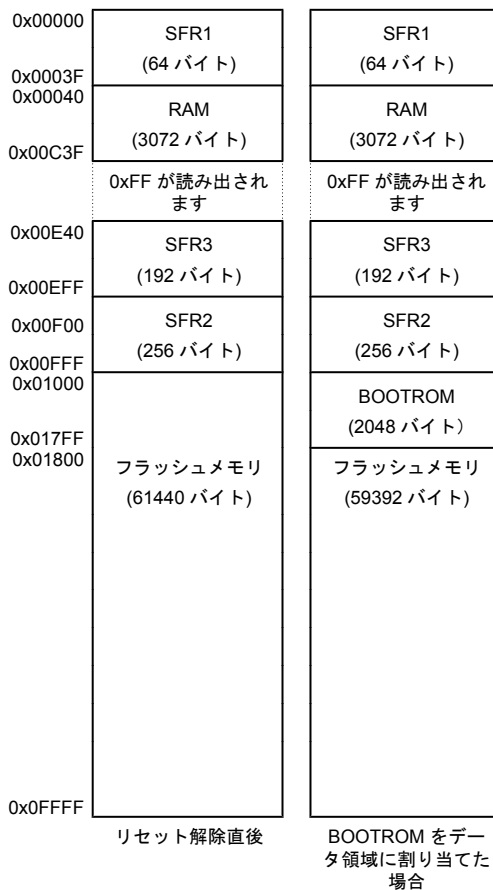 0x00000
SFR1
(64 バイト)
SFR1
(64 バイト)
0x0003F
0x00040
RAM
(3072 バイト)
RAM
(3072 バイト)
0x00C3F
0xFF が読み出され
ます
0xFF が読み出され
ます
0x00E40
SFR3
(192 バイト)
SFR3
(192 バイト)
0x00EFF
0x00F00
SFR2
(256 バイト)
SFR2
(256 バイト)
0x00FFF
0x01000
BOOTROM
(2048 バイト）
0x017FF
0x01800
フラッシュメモリ
(61440 バイト)
フラッシュメモリ
(59392 バイト)
0x0FFFF
リセット解除直後
BOOTROM をデー
タ領域に割り当てた
場合